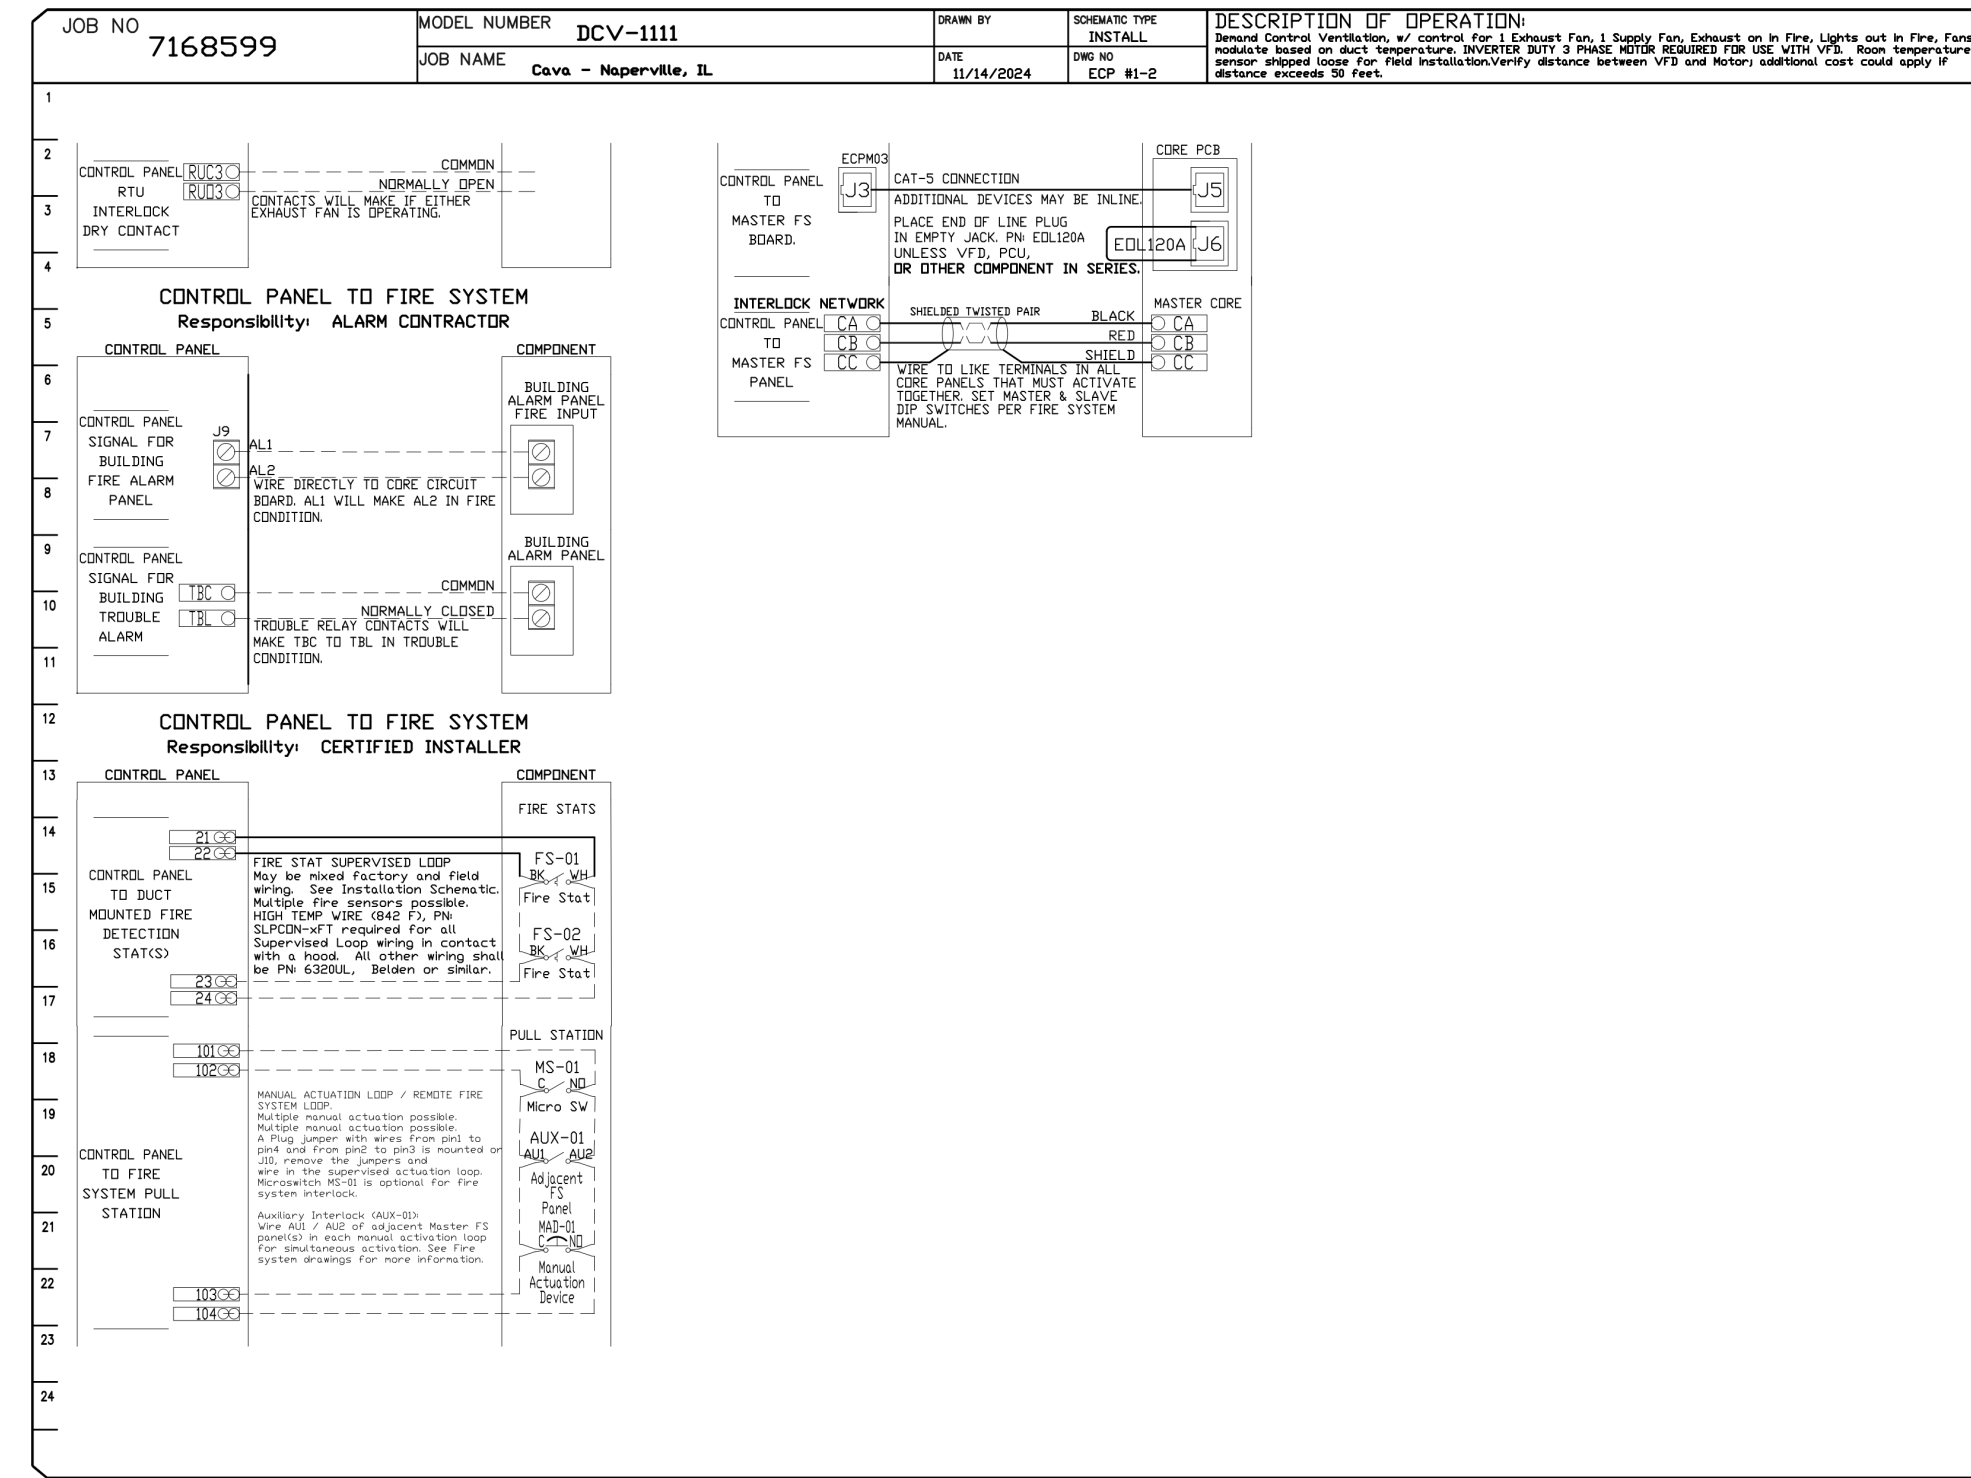 JOB NO
7168599
MODEL NUMBER
DCV-1111
JOB NAME
Cava - Naperville, IL
DRAWN BY
DATE
11/14/2024
SCHEMATIC TYPE
INSTALL
DWG NO
ECP #1-2
DESCRIPTION OF OPERATION:
Demand Control Ventilation, w/ control for 1 Exhaust Fan, 1 Supply Fan, Exhaust on in Fire, Lights out in Fire, Fans
modulate based on duct temperature. INVERTER DUTY 3 PHASE MOTOR REQUIRED FOR USE WITH VFD. Room temperature
sensor shipped loose for field installation.Verify distance between VFD and Motor; additional cost could apply if
distance exceeds 50 feet.
1
2
3
4
5
6
7
8
9
10
11
12
13
14
15
16
17
18
19
20
21
22
23
24
CONTROL PANEL
RTU
INTERLOCK
DRY CONTACT
RUC3
RUO3
COMMON
NORMALLY OPEN
CONTACTS WILL MAKE IF EITHER
EXHAUST FAN IS OPERATING.
CONTROL PANEL TO FIRE SYSTEM
Responsibility: ALARM CONTRACTOR
CONTROL PANEL
COMPONENT
CONTROL PANEL
SIGNAL FOR
BUILDING
FIRE ALARM
PANEL
J9
AL1
AL2
WIRE DIRECTLY TO CORE CIRCUIT
BOARD. AL1 WILL MAKE AL2 IN FIRE
CONDITION.
BUILDING
ALARM PANEL
FIRE INPUT
CONTROL PANEL
SIGNAL FOR
BUILDING
TROUBLE
ALARM
TBC
TBL
COMMON
NORMALLY CLOSED
TROUBLE RELAY CONTACTS WILL
MAKE TBC TO TBL IN TROUBLE
CONDITION.
BUILDING
ALARM PANEL
CONTROL PANEL TO FIRE SYSTEM
Responsibility: CERTIFIED INSTALLER
CONTROL PANEL
COMPONENT
FIRE STATS
CONTROL PANEL
TO DUCT
MOUNTED FIRE
DETECTION
STAT(S)
21
22
23
24
FIRE STAT SUPERVISED LOOP
May be mixed factory and field
wiring. See Installation Schematic.
Multiple fire sensors possible.
HIGH TEMP WIRE (842 F), PN:
SLPCON-xFT required for all
Supervised Loop wiring in contact
with a hood. All other wiring shall
be PN: 6320UL, Belden or similar.
FS-01
BK WH
Fire Stat
FS-02
BK WH
Fire Stat
PULL STATION
CONTROL PANEL
TO FIRE
SYSTEM PULL
STATION
101
102
103
104
MANUAL ACTUATION LOOP / REMOTE FIRE
SYSTEM LOOP.
Multiple manual actuation possible.
Multiple manual actuation possible.
A Plug jumper with wires from pin1 to
pin4 and from pin2 to pin3 is mounted on
J10, remove the jumpers and
wire in the supervised actuation loop.
Microswitch MS-01 is optional for fire
system interlock.
Auxiliary Interlock (AUX-01):
Wire AU1 / AU2 of adjacent Master FS
panel(s) in each manual activation loop
for simultaneous activation. See Fire
system drawings for more information.
MS-01
C NO
Micro SW
AUX-01
AU1 AU2
Adjacent
FS
Panel
MAD-01
C NO
Manual
Actuation
Device
CONTROL PANEL
TO
MASTER FS
BOARD.
ECPM03
J3
CAT-5 CONNECTION
ADDITIONAL DEVICES MAY BE INLINE.
PLACE END OF LINE PLUG
IN EMPTY JACK. PN: EOL120A
UNLESS VFD, PCU,
OR OTHER COMPONENT IN SERIES.
CORE PCB
J5
EOL120A
J6
INTERLOCK NETWORK
CONTROL PANEL
TO
MASTER FS
PANEL
CA
CB
CC
SHIELDED TWISTED PAIR
BLACK
RED
SHIELD
WIRE TO LIKE TERMINALS IN ALL
CORE PANELS THAT MUST ACTIVATE
TOGETHER. SET MASTER & SLAVE
DIP SWITCHES PER FIRE SYSTEM
MANUAL.
MASTER CORE
CA
CB
CC